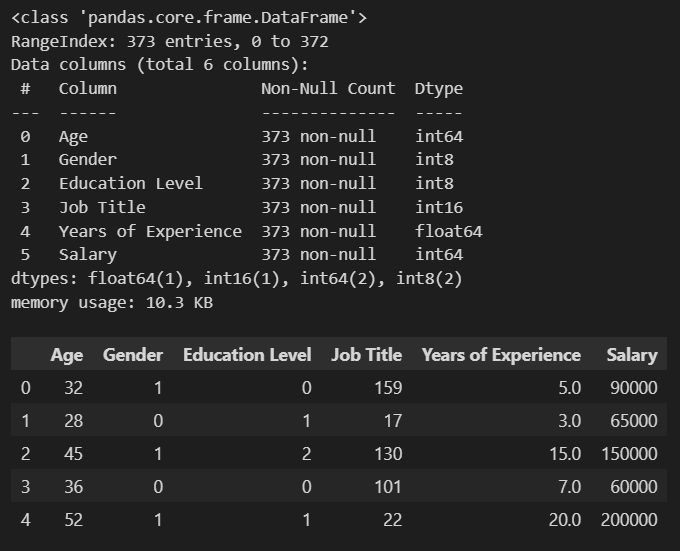 <class 'pandas.core.frame.DataFrame'>
RangeIndex: 373 entries, 0 to 372
Data columns (total 6 columns):
 #   Column               Non-Null Count  Dtype
---  ------               --------------  -----
 0   Age                  373 non-null    int64
 1   Gender               373 non-null    int8
 2   Education Level      373 non-null    int8
 3   Job Title            373 non-null    int16
 4   Years of Experience  373 non-null    float64
 5   Salary               373 non-null    int64
dtypes: float64(1), int16(1), int64(2), int8(2)
memory usage: 10.3 KB
Age Gender Education Level Job Title Years of Experience Salary
0 32 1 0 159 5.0 90000
1 28 0 1 17 3.0 65000
2 45 1 2 130 15.0 150000
3 36 0 0 101 7.0 60000
4 52 1 1 22 20.0 200000